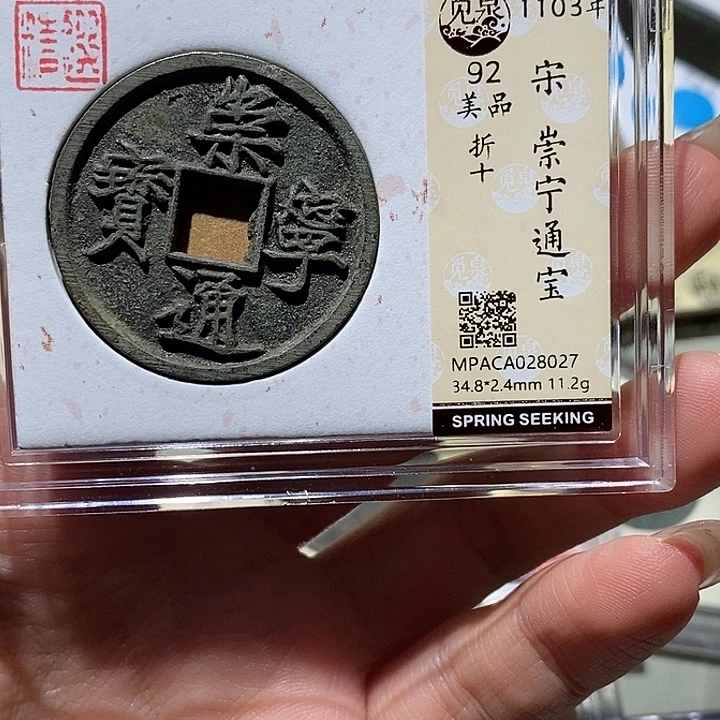 崇寧通寶
觅泉
1103年
92
美品
折十
宋 崇宁通宝
MPACA028027
34.8*2.4mm 11.2g
SPRING SEEKING